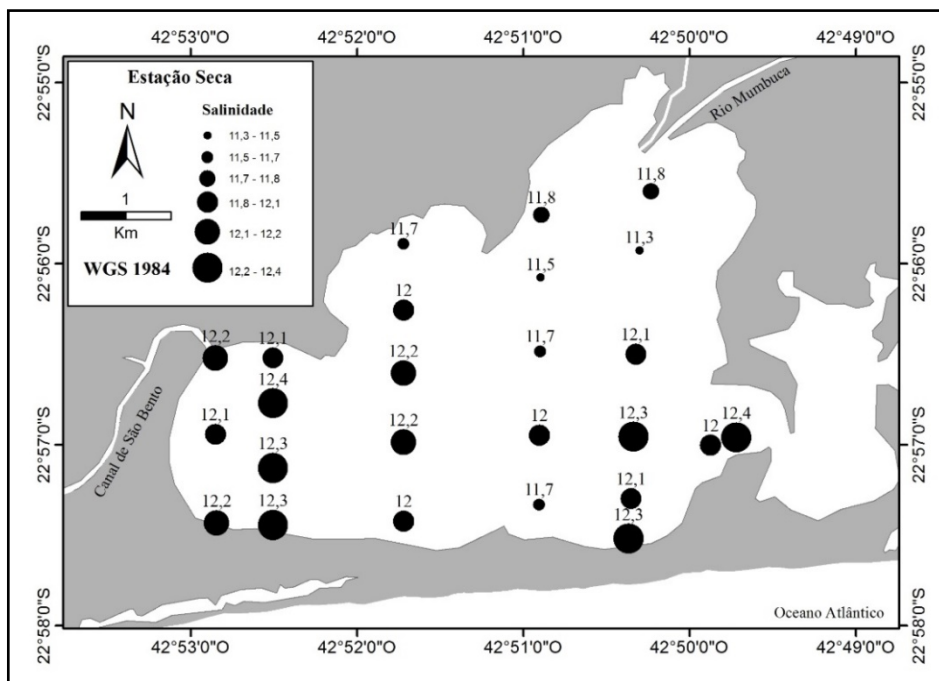 42°53'0"O 42°52'0"O 42°51'0"O 42°50'0"O 42°49'0"O
22°55'0"S
22°56'0"S
22°57'0"S
22°58'0"S
Estação Seca
N
1
Km
WGS 1984
Salinidade
11,3 - 11,5
11,5 - 11,7
11,7 - 11,8
11,8 - 12,1
12,1 - 12,2
12,2 - 12,4
Rio Mumbuca
11,8
11,8
11,7
11,3
11,5
12
12,2 12,1
11,7
12,1
12,2
12,4
12,1
12,2
12
12,3
12
12,4
12,3
12,2
12,3
12
11,7
12,1
12,3
Canal de São Bento
Oceano Atlântico
22°55'0"S
22°56'0"S
22°57'0"S
22°58'0"S
42°53'0"O 42°52'0"O 42°51'0"O 42°50'0"O 42°49'0"O